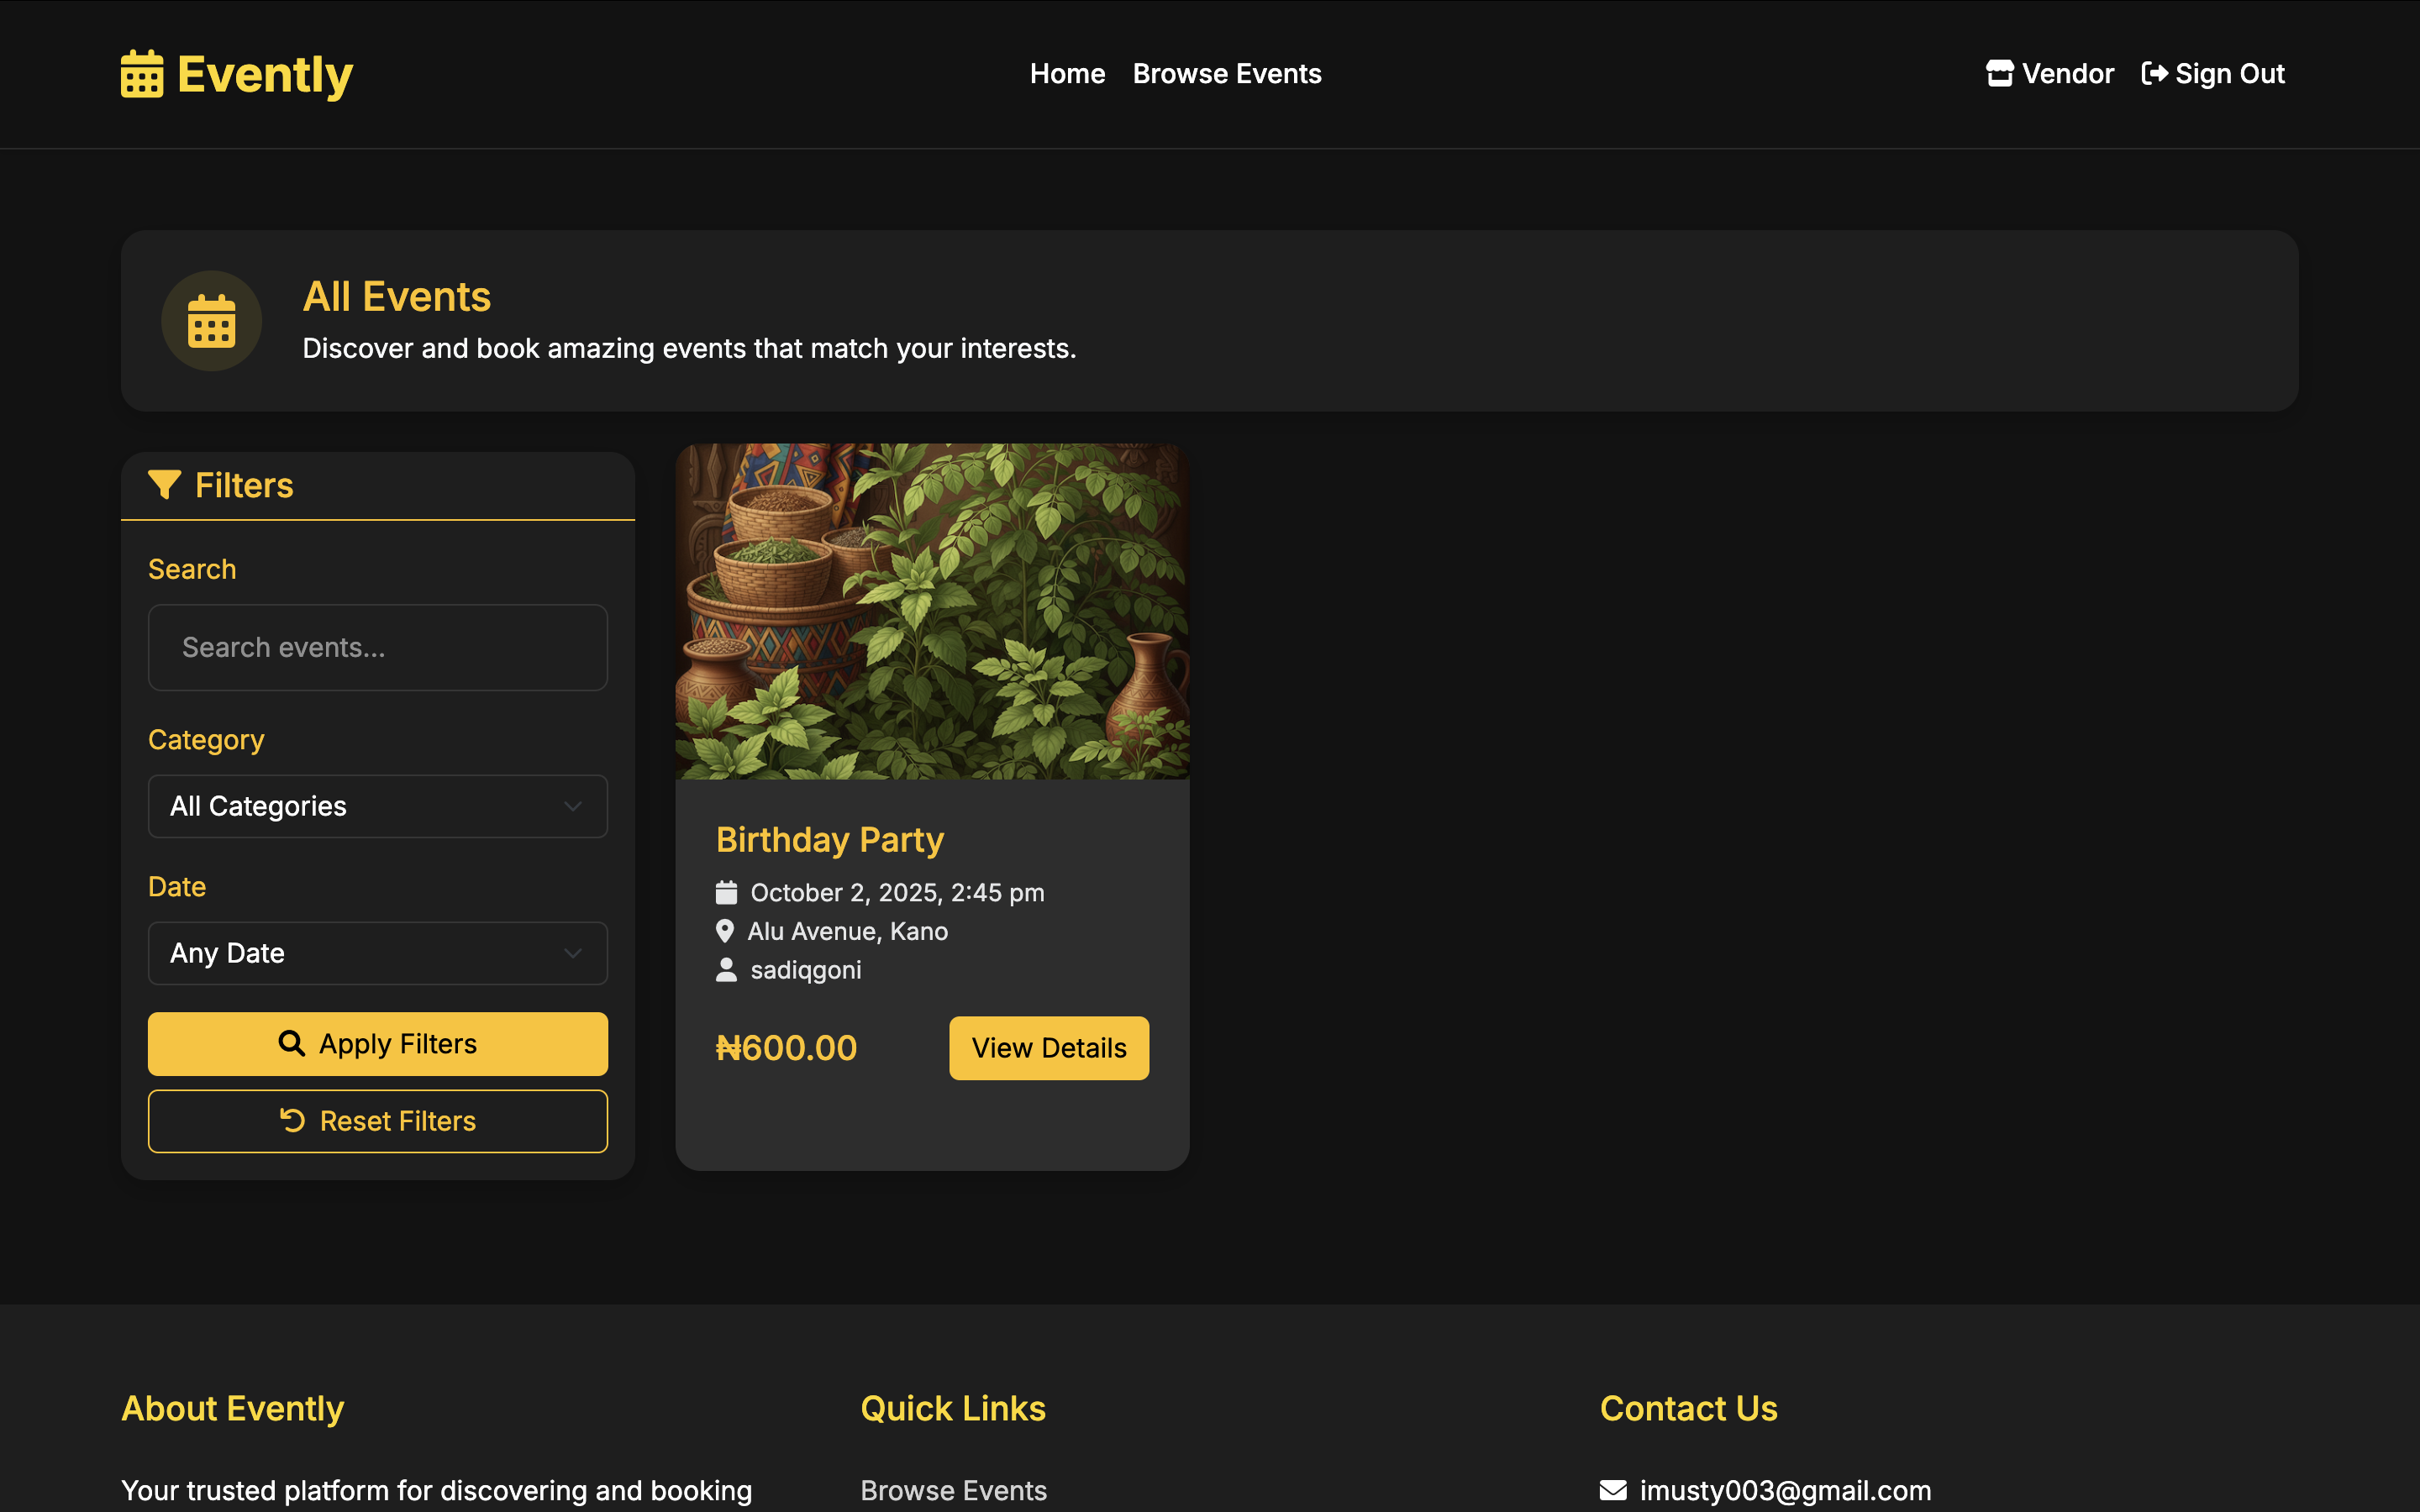 Evently
Home Browse Events
Vendor Sign Out
All Events
Discover and book amazing events that match your interests.
Filters
Search
Search events...
Category
All Categories
Date
Any Date
Apply Filters
Reset Filters
Birthday Party
October 2, 2025, 2:45 pm
Alu Avenue, Kano
sadiqgoni
₦600.00
View Details
About Evently
Your trusted platform for discovering and booking
Quick Links
Browse Events
Contact Us
imusty003@gmail.com